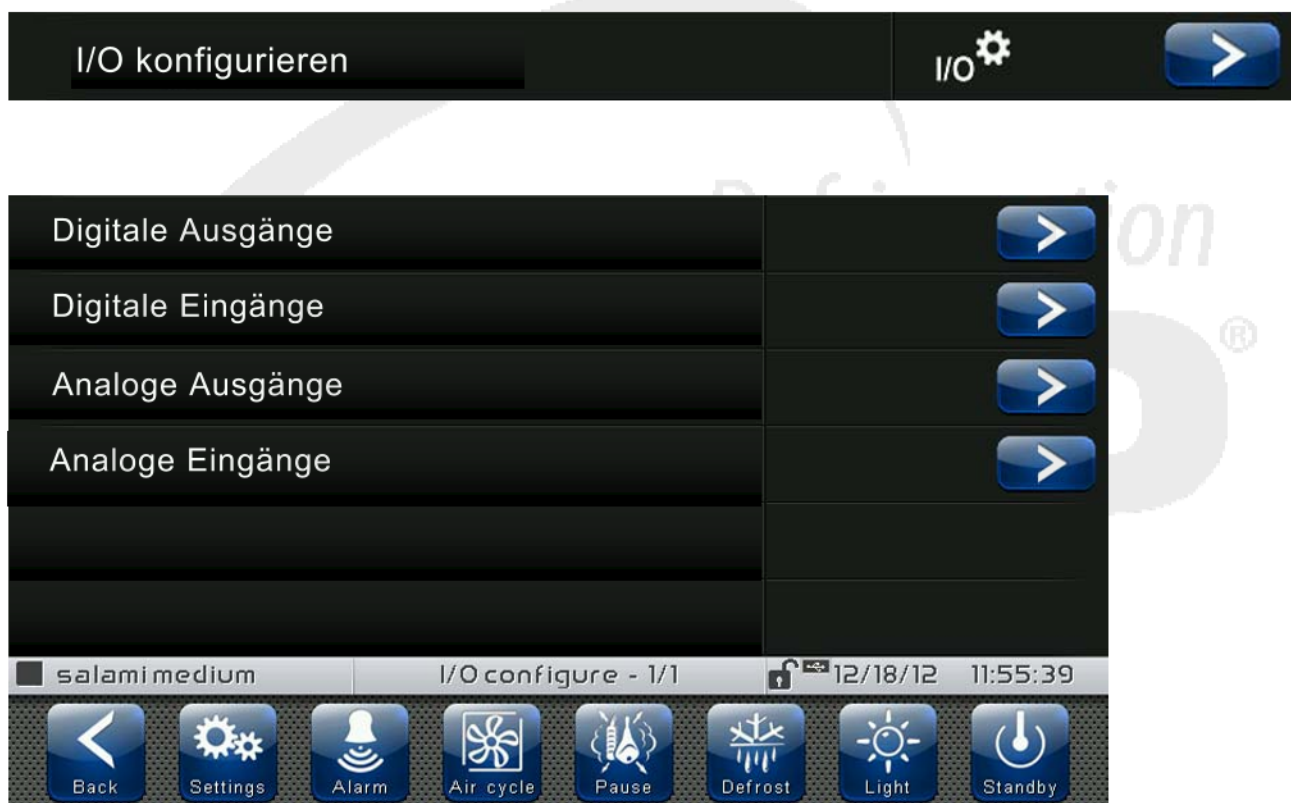 I/O konfigurieren
I/O
Digitale Ausgänge
Digitale Eingänge
Analoge Ausgänge
Analoge Eingänge
salami medium I/O configure - 1/1 12/18/12 11:55:39
Back Settings Alarm Air cycle Pause Defrost Light Standby